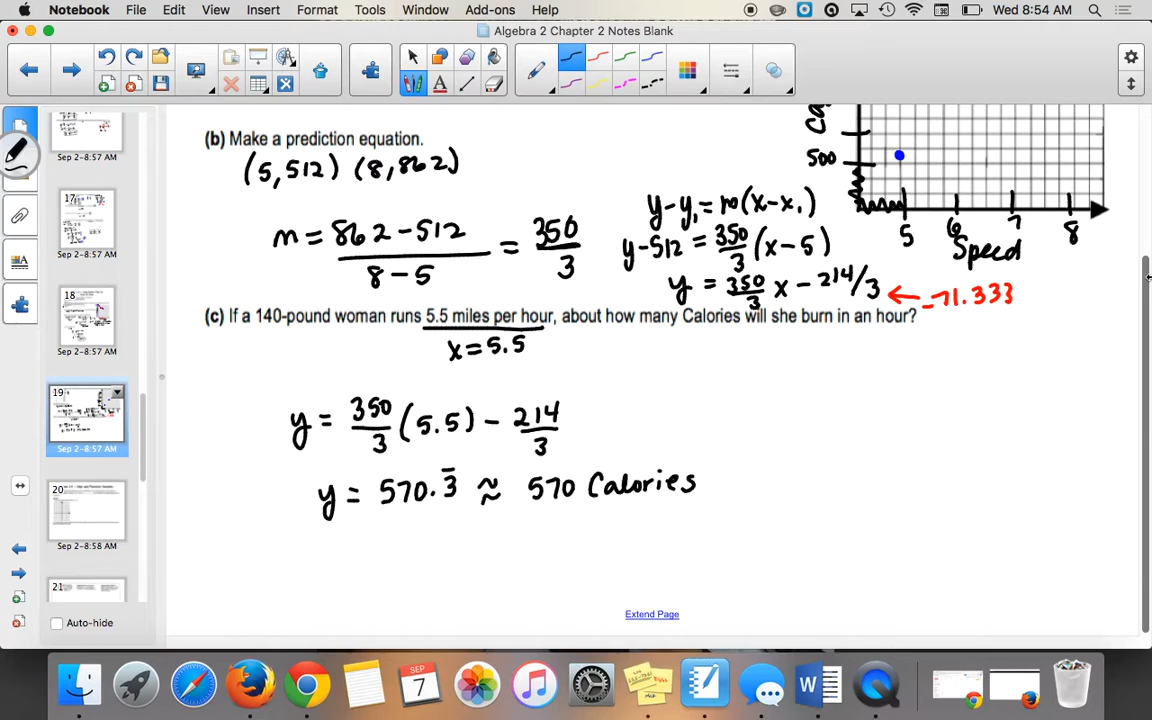 Notebook File Edit View Insert Format Tools Window Add-ons Help Wed 8:54 AM
Algebra 2 Chapter 2 Notes Blank
Sep 2-8:57 AM
17
Sep 2-8:57 AM
18
Sep 2-8:57 AM
19
Sep 2-8:57 AM
20
Sep 2-8:58 AM
21
Auto-hide
(b) Make a prediction equation.
(5,512) (8,862)
m = 862-512 / 8-5 = 350/3
y-y₁ = m(x-x₁)
y-512 = 350/3 (x-5)
y = 350/3 x - 214/3 ← -71.333
500
5 6 7 8
Speed
(c) If a 140-pound woman runs 5.5 miles per hour, about how many Calories will she burn in an hour?
x = 5.5
y = 350/3 (5.5) - 214/3
y = 570.3̄ ≈ 570 Calories
Extend Page
SEP
7